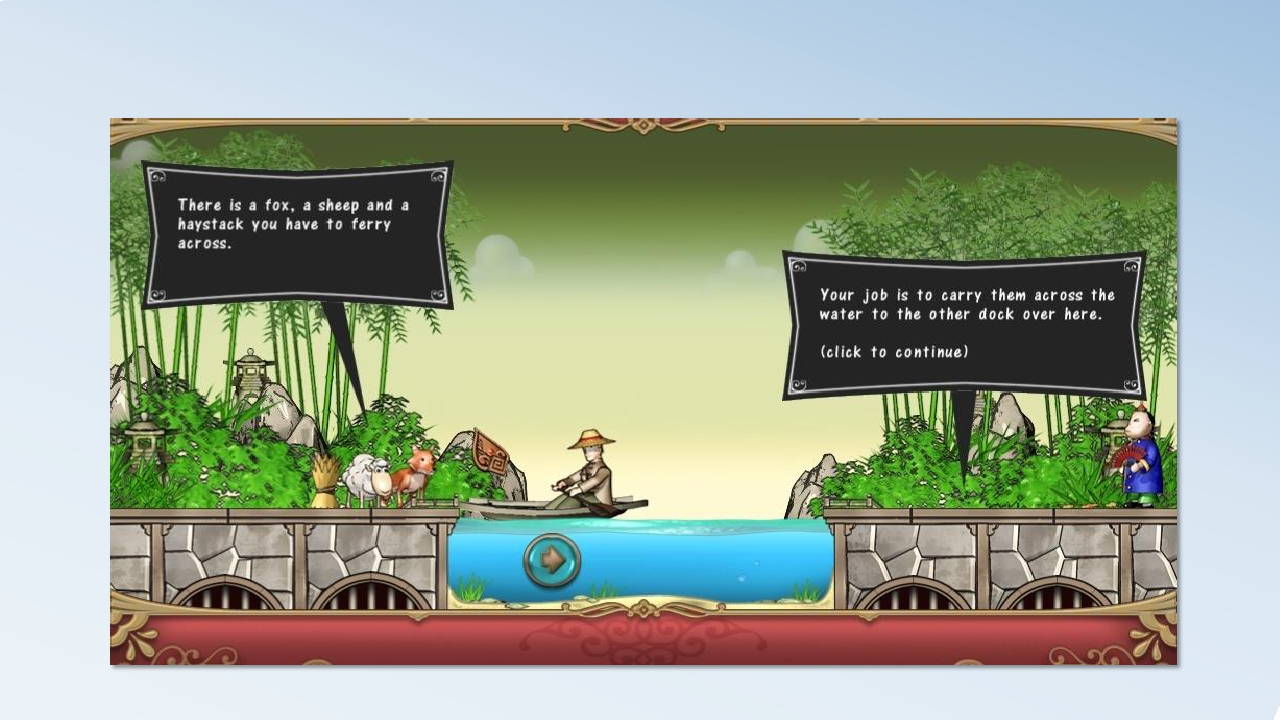 There is a fox, a sheep and a
haystack you have to ferry
across.
Your job is to carry them across the
water to the other dock over here.
(click to continue)